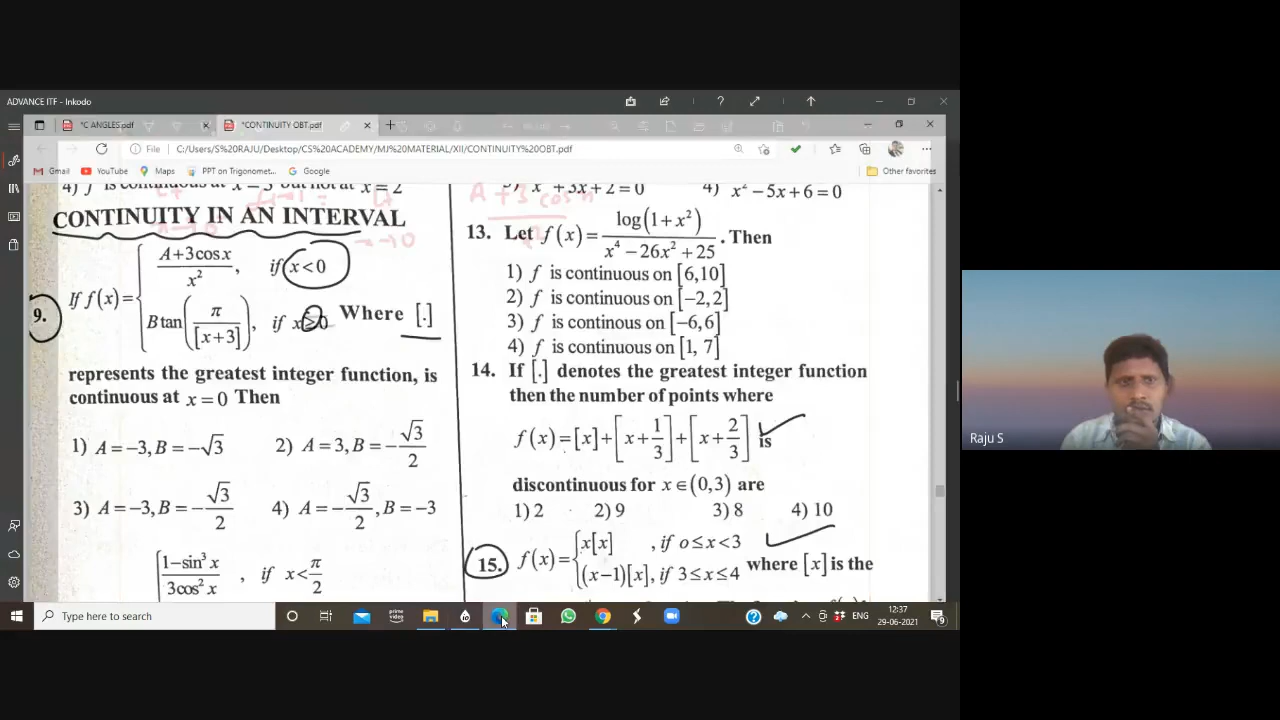 ADVANCE ITF - Inkodo
*C ANGLES.pdf
*CONTINUITY OBT.pdf
File
C:/Users/S%20RAJU/Desktop/CS%20ACADEMY/MJ%20MATERIAL/XII/CONTINUITY%20OBT.pdf
Gmail
YouTube
Maps
PPT on Trigonomet...
Google
Other favorites
CONTINUITY IN AN INTERVAL
9.
If f(x) = { (A+3cosx)/x², if x<0
B tan(π/[x+3]), if x≥0 Where [.]
represents the greatest integer function, is
continuous at x = 0 Then
1) A = -3, B = -√3
2) A = 3, B = -√3/2
3) A = -3, B = -√3/2
4) A = -√3/2, B = -3
(1-sin³x)/(3cos²x) , if x < π/2
A + 3 cos x
4) x² - 5x + 6 = 0
13. Let f(x) = log(1+x²)/(x⁴ - 26x² + 25). Then
1) f is continuous on [6,10]
2) f is continuous on [-2,2]
3) f is continous on [-6,6]
4) f is continuous on [1, 7]
14. If [.] denotes the greatest integer function
then the number of points where
f(x) = [x] + [x + 1/3] + [x + 2/3] is
discontinuous for x∈(0,3) are
1) 2
2) 9
3) 8
4) 10
15. f(x) = { x[x] , if o ≤ x < 3
(x-1)[x], if 3 ≤ x ≤ 4 where [x] is the
Raju S
Type here to search
prime video
ENG
12:37
29-06-2021